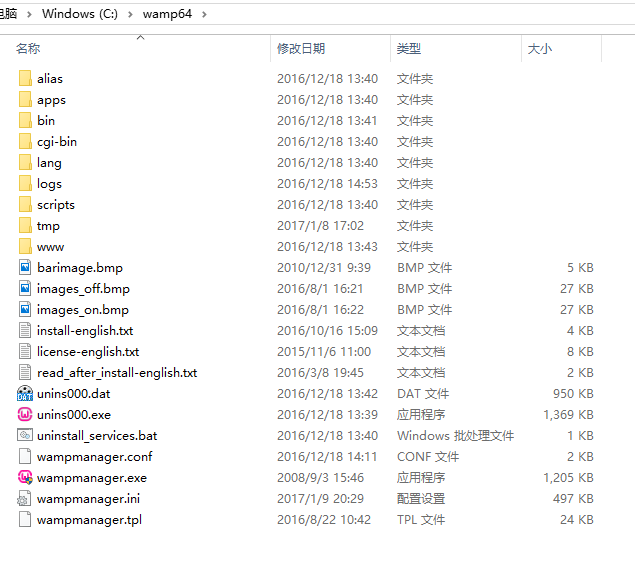 电脑 › Windows (C:) › wamp64 ›
名称 修改日期 类型 大小
alias 2016/12/18 13:40 文件夹
apps 2016/12/18 13:40 文件夹
bin 2016/12/18 13:41 文件夹
cgi-bin 2016/12/18 13:40 文件夹
lang 2016/12/18 13:40 文件夹
logs 2016/12/18 14:53 文件夹
scripts 2016/12/18 13:40 文件夹
tmp 2017/1/8 17:02 文件夹
www 2016/12/18 13:43 文件夹
barimage.bmp 2010/12/31 9:39 BMP 文件 5 KB
images_off.bmp 2016/8/1 16:21 BMP 文件 27 KB
images_on.bmp 2016/8/1 16:22 BMP 文件 27 KB
install-english.txt 2016/10/16 15:09 文本文档 4 KB
license-english.txt 2015/11/6 11:00 文本文档 8 KB
read_after_install-english.txt 2016/3/8 19:45 文本文档 2 KB
DAT unins000.dat 2016/12/18 13:42 DAT 文件 950 KB
unins000.exe 2016/12/18 13:39 应用程序 1,369 KB
uninstall_services.bat 2016/12/18 13:40 Windows 批处理文件 1 KB
wampmanager.conf 2016/12/18 14:11 CONF 文件 2 KB
wampmanager.exe 2008/9/3 15:46 应用程序 1,205 KB
wampmanager.ini 2017/1/9 20:29 配置设置 497 KB
wampmanager.tpl 2016/8/22 10:42 TPL 文件 24 KB